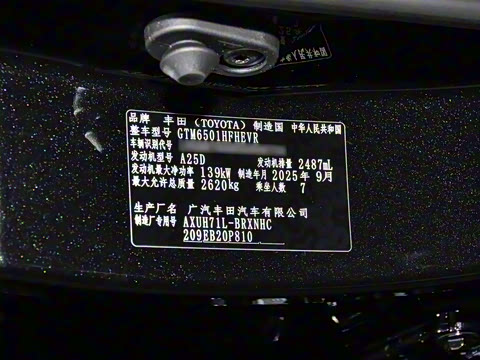 品牌 丰田(TOYOTA) 制造国 中华人民共和国
整车型号 GTM6501HFHEVR
车辆识别代号
发动机型号 A25D 发动机排量 2487mL
发动机最大净功率 139kW 制造年月 2025年9月
最大允许总质量 2620kg 乘坐人数 7
生产厂名 广汽丰田汽车有限公司
制造厂专用号 AXUH71L-BRXNHC
209EB20P810